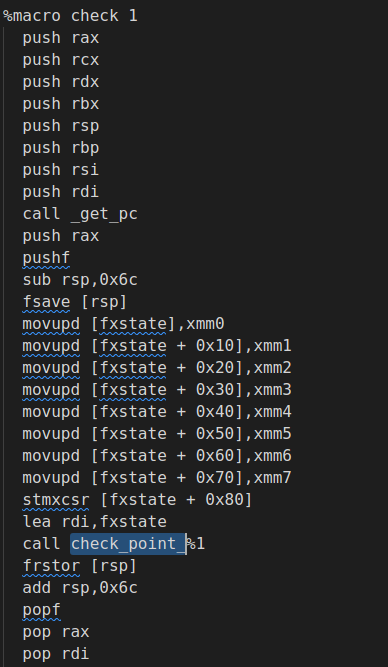 %macro check 1
push rax
push rcx
push rdx
push rbx
push rsp
push rbp
push rsi
push rdi
call _get_pc
push rax
pushf
sub rsp,0x6c
fsave [rsp]
movupd [fxstate],xmm0
movupd [fxstate + 0x10],xmm1
movupd [fxstate + 0x20],xmm2
movupd [fxstate + 0x30],xmm3
movupd [fxstate + 0x40],xmm4
movupd [fxstate + 0x50],xmm5
movupd [fxstate + 0x60],xmm6
movupd [fxstate + 0x70],xmm7
stmxcsr [fxstate + 0x80]
lea rdi,fxstate
call check_point_%1
frstor [rsp]
add rsp,0x6c
popf
pop rax
pop rdi